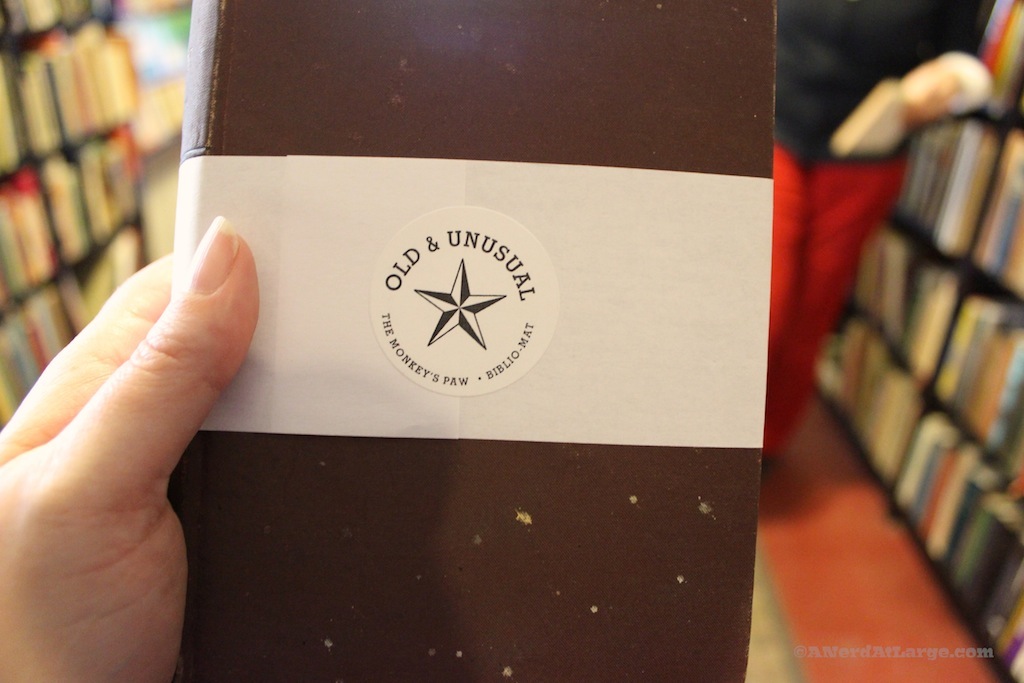 OLD & UNUSUAL
THE MONKEY'S PAW • BIBLIO-MAT
@ANerdAtLarge.com